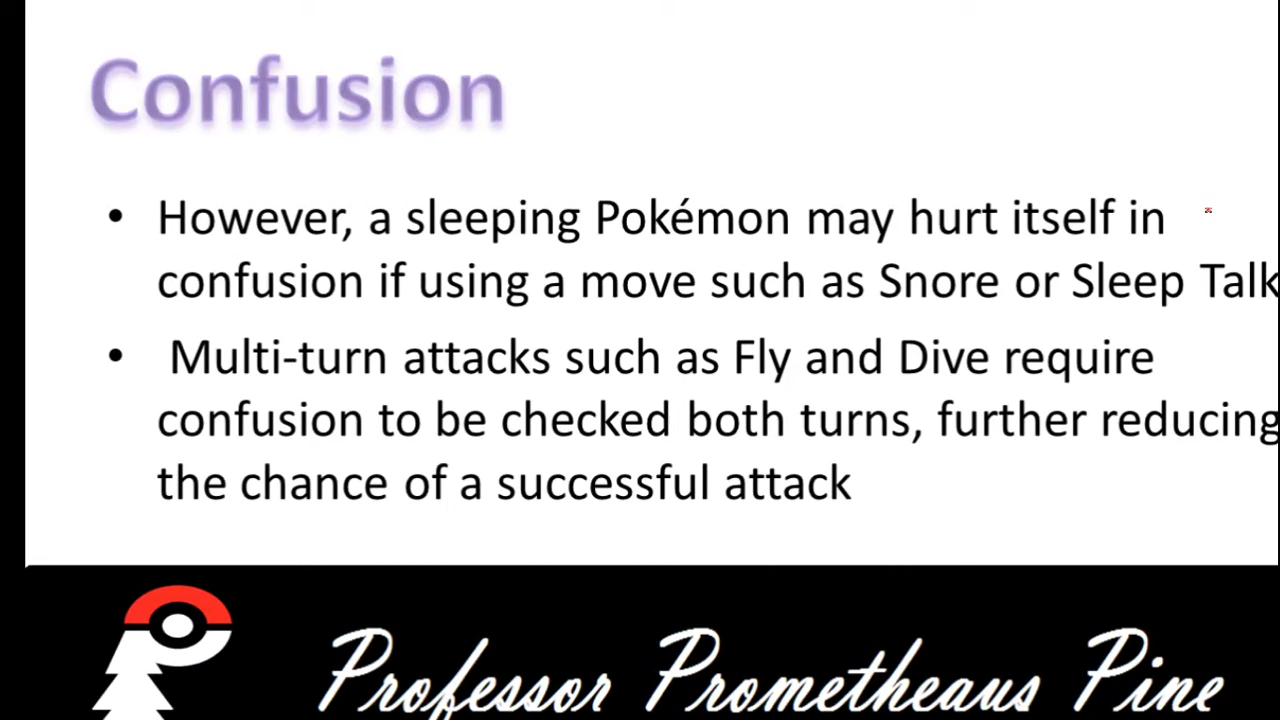 Confusion
• However, a sleeping Pokémon may hurt itself in
confusion if using a move such as Snore or Sleep Talk
• Multi-turn attacks such as Fly and Dive require
confusion to be checked both turns, further reducing
the chance of a successful attack
Professor Prometheaus Pine